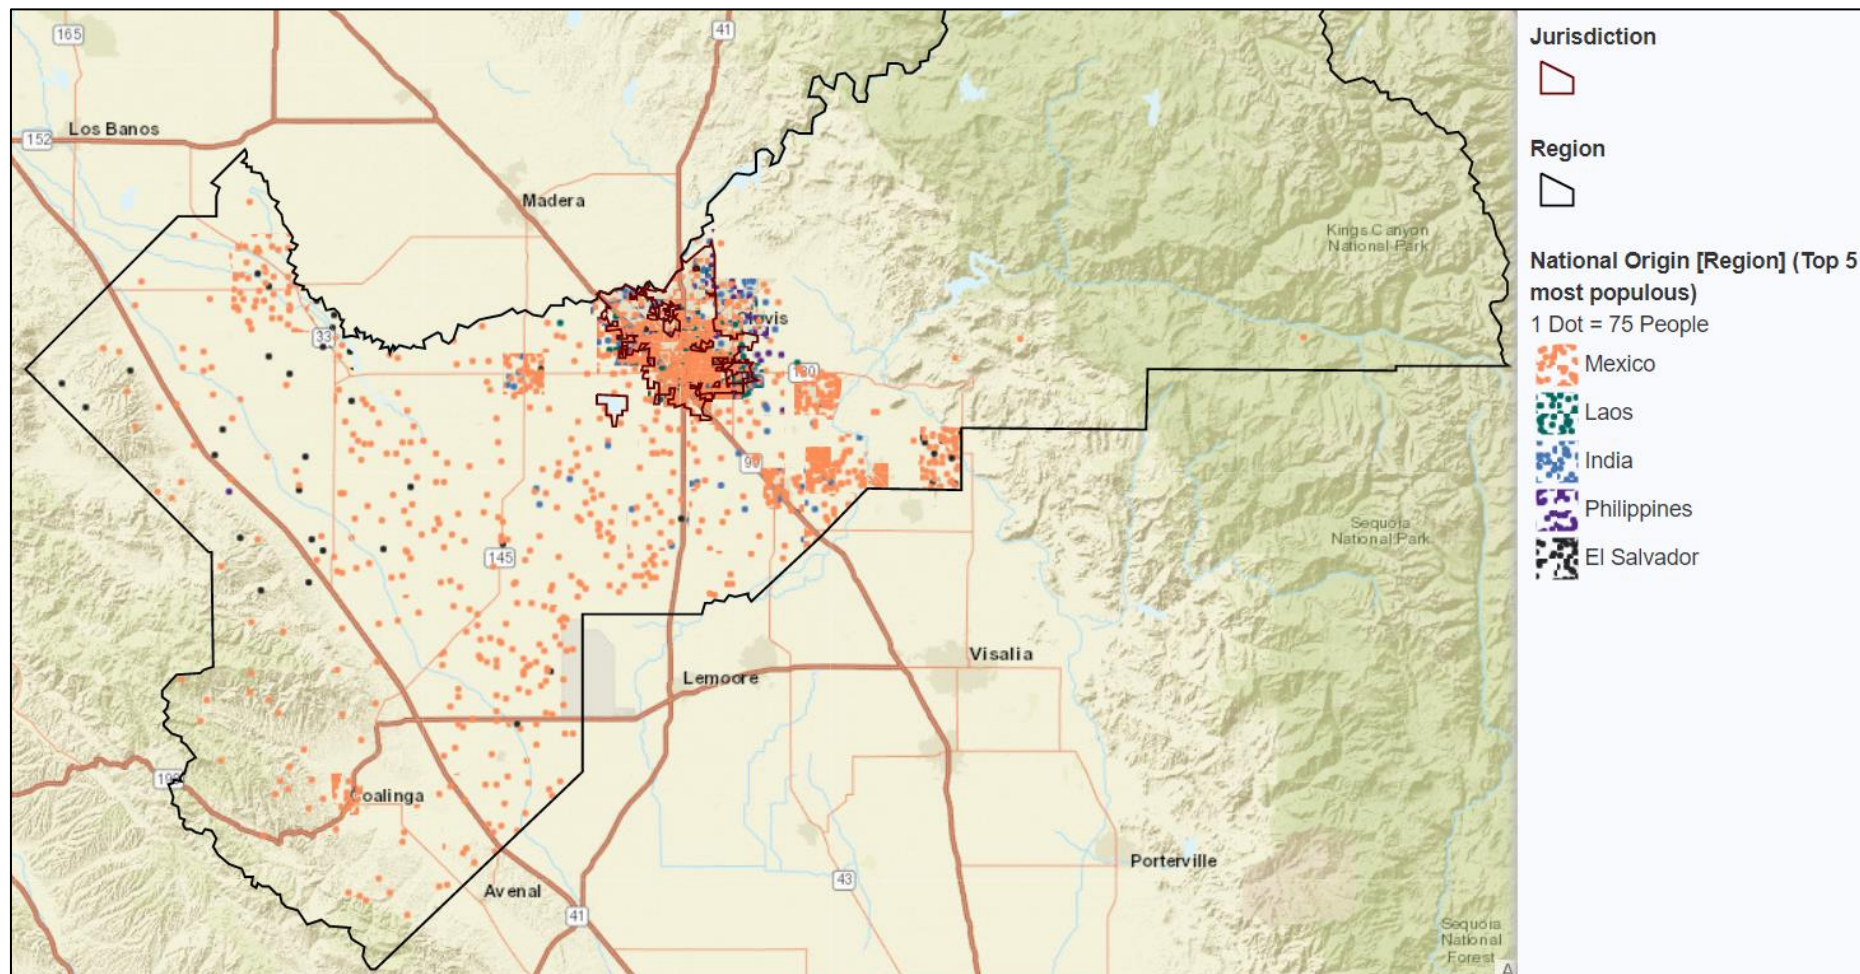 165
41
Jurisdiction
Los Banos
152
Region
Madera
Kings Canyon
National Park
National Origin [Region] (Top 5
most populous)
1 Dot = 75 People
Clovis
33
180
Mexico
Laos
India
99
Philippines
Sequoia
National Park
145
El Salvador
Visalia
Lemoore
198
Coalinga
Porterville
43
Avenal
41
Sequoia
National
Forest
A